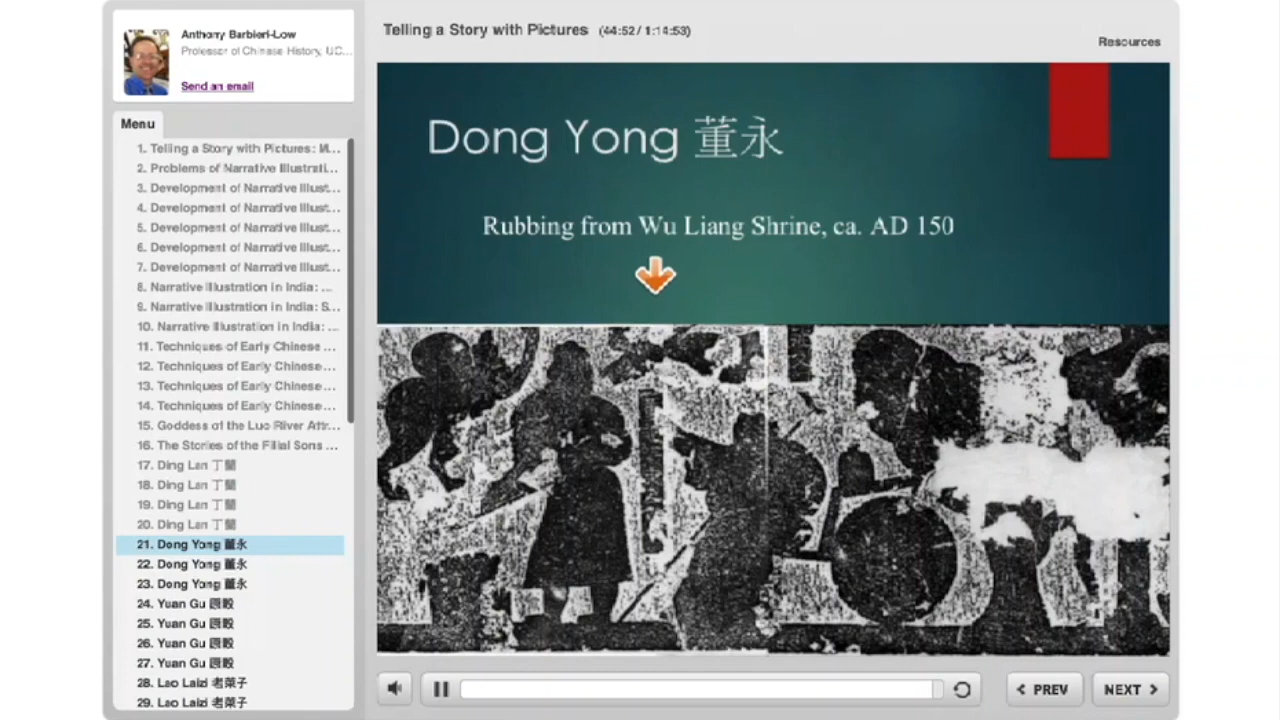 Anthony Barbieri-Low
Professor of Chinese History, UC...
Send an email
Menu
1. Telling a Story with Pictures: M...
2. Problems of Narrative Illustrati...
3. Development of Narrative Illust...
4. Development of Narrative Illust...
5. Development of Narrative Illust...
6. Development of Narrative Illust...
7. Development of Narrative Illust...
8. Narrative Illustration in India: ...
9. Narrative Illustration in India: S...
10. Narrative Illustration in India: ...
11. Techniques of Early Chinese ...
12. Techniques of Early Chinese ...
13. Techniques of Early Chinese ...
14. Techniques of Early Chinese ...
15. Goddess of the Luo River Attr...
16. The Stories of the Filial Sons ...
17. Ding Lan 丁蘭
18. Ding Lan 丁蘭
19. Ding Lan 丁蘭
20. Ding Lan 丁蘭
21. Dong Yong 董永
22. Dong Yong 董永
23. Dong Yong 董永
24. Yuan Gu
25. Yuan Gu
26. Yuan Gu
27. Yuan Gu
28. Lao Laizi 老萊子
29. Lao Laizi 老萊子
Telling a Story with Pictures (44:52 / 1:14:53)
Resources
Dong Yong 董永
Rubbing from Wu Liang Shrine, ca. AD 150
PREV
NEXT